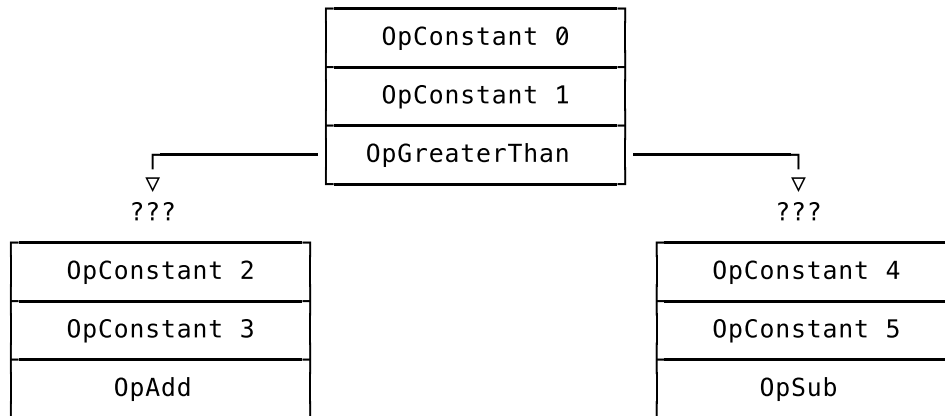 OpConstant 0
OpConstant 1
OpGreaterThan
???
???
OpConstant 2
OpConstant 4
OpConstant 3
OpConstant 5
OpAdd
OpSub